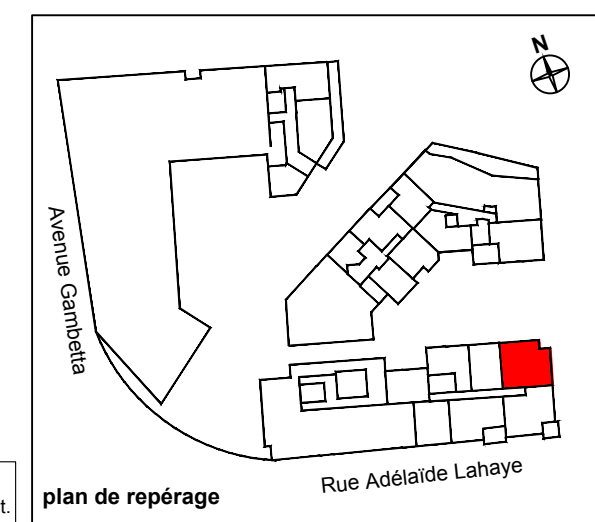 N
Avenue Gambetta
Rue Adélaïde Lahaye
plan de repérage
t.